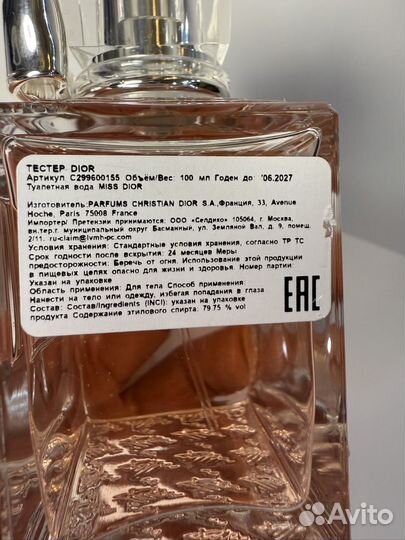 ТЕСТЕР DIOR
Артикул C299600155 Объём/Вес: 100 мл Годен до: '06.2027
Туалетная вода MISS DIOR
Изготовитель:PARFUMS CHRISTIAN DIOR S.A.,Франция, 33, Avenue
Hoche, Paris 75008 France
Импортер/ Претензии принимаются: ООО «Селдико» 105064, г. Москва,
вн.тер.г. муниципальный округ Басманный, ул. Земляной Вал, д. 9, помещ.
2/11. ru-claim@lvmh-pc.com
Условия хранения: Стандартные условия хранения, согласно ТР ТС
Срок годности после вскрытия: 24 месяцев Меры
предосторожности: Беречь от огня. Использование этой продукции
в пищевых целях опасно для жизни и здоровья. Номер партии
Указан на упаковке
Область применения: Для тела Способ применения:
Нанести на тело или одежду, избегая попадания в глаза
Состав: Состав/Ingredients (INCI): указан на упаковке
продукта Содержание этилового спирта: 79.75 % vol
EAC
Avito